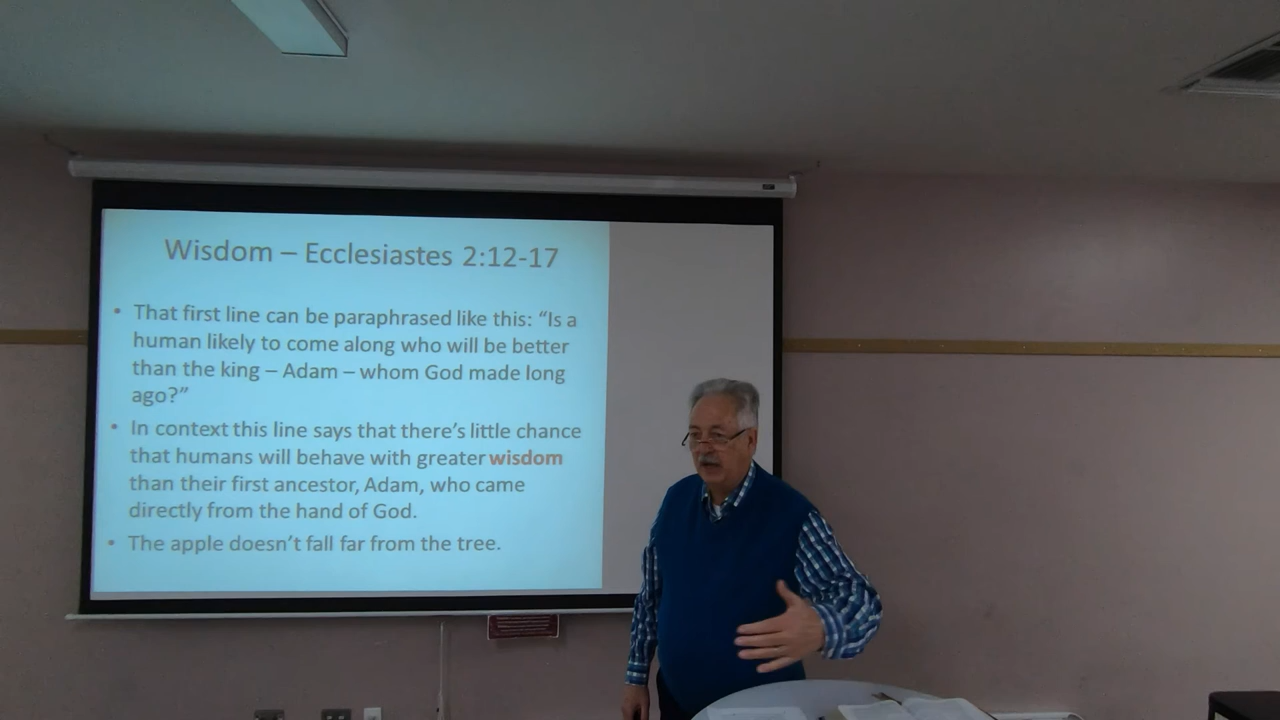 Wisdom – Ecclesiastes 2:12-17
• That first line can be paraphrased like this: “Is a
human likely to come along who will be better
than the king – Adam – whom God made long
ago?”
• In context this line says that there’s little chance
that humans will behave with greater wisdom
than their first ancestor, Adam, who came
directly from the hand of God.
• The apple doesn’t fall far from the tree.